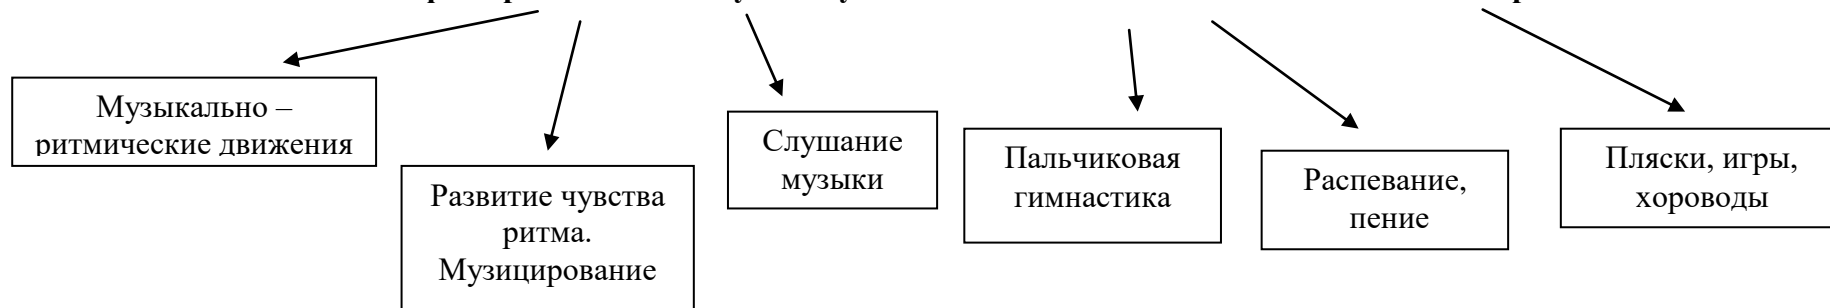 Музыкально –
ритмические движения
Развитие чувства
ритма.
Музицирование
Слушание
музыки
Пальчиковая
гимнастика
Распевание,
пение
Пляски, игры,
хороводы